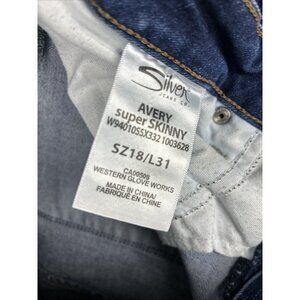 Silver
JEANS CO.
AVERY
super SKINNY
W94010SSX332 1003628
SZ18/L31
CA00508
WESTERN GLOVE WORKS
MADE IN CHINA/
FABRIQUÉ EN CHINE